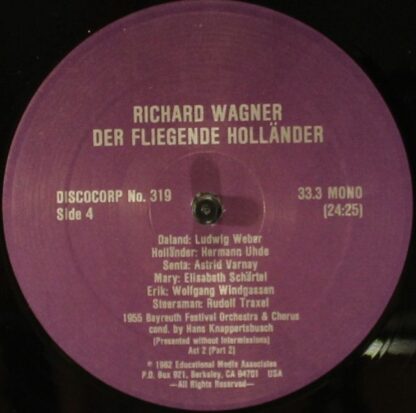 RICHARD WAGNER
DER FLIEGENDE HOLLÄNDER
DISCOCORP No. 319
Side 4
33.3 MONO
[24:25]
Daland: Ludwig Weber
Holländer: Hermann Uhde
Senta: Astrid Varnay
Mary: Elisabeth Schärtel
Erik: Wolfgang Windgassen
Steersman: Rudolf Traxel
1955 Bayreuth Festival Orchestra & Chorus
cond. by Hans Knappertsbusch
(Presented without Intermissions)
Act 2 (Part 2)
℗ 1982 Educational Media Associates
P.O. Box 921, Berkeley, CA 94701 USA
—All Rights Reserved—